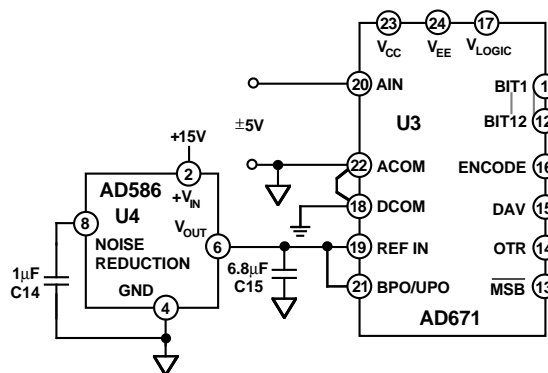 23 24 17
VCC VEE VLOGIC
20 AIN
BIT1 1
±5V
U3
BIT12 12
+15V
22 ACOM
ENCODE 16
2
AD586
+VIN
18 DCOM
DAV 15
8
U4
VOUT
6
19 REF IN
OTR 14
NOISE
REDUCTION
1µF
C14
6.8µF
C15
GND
4
21 BPO/UPO
MSB 13
AD671